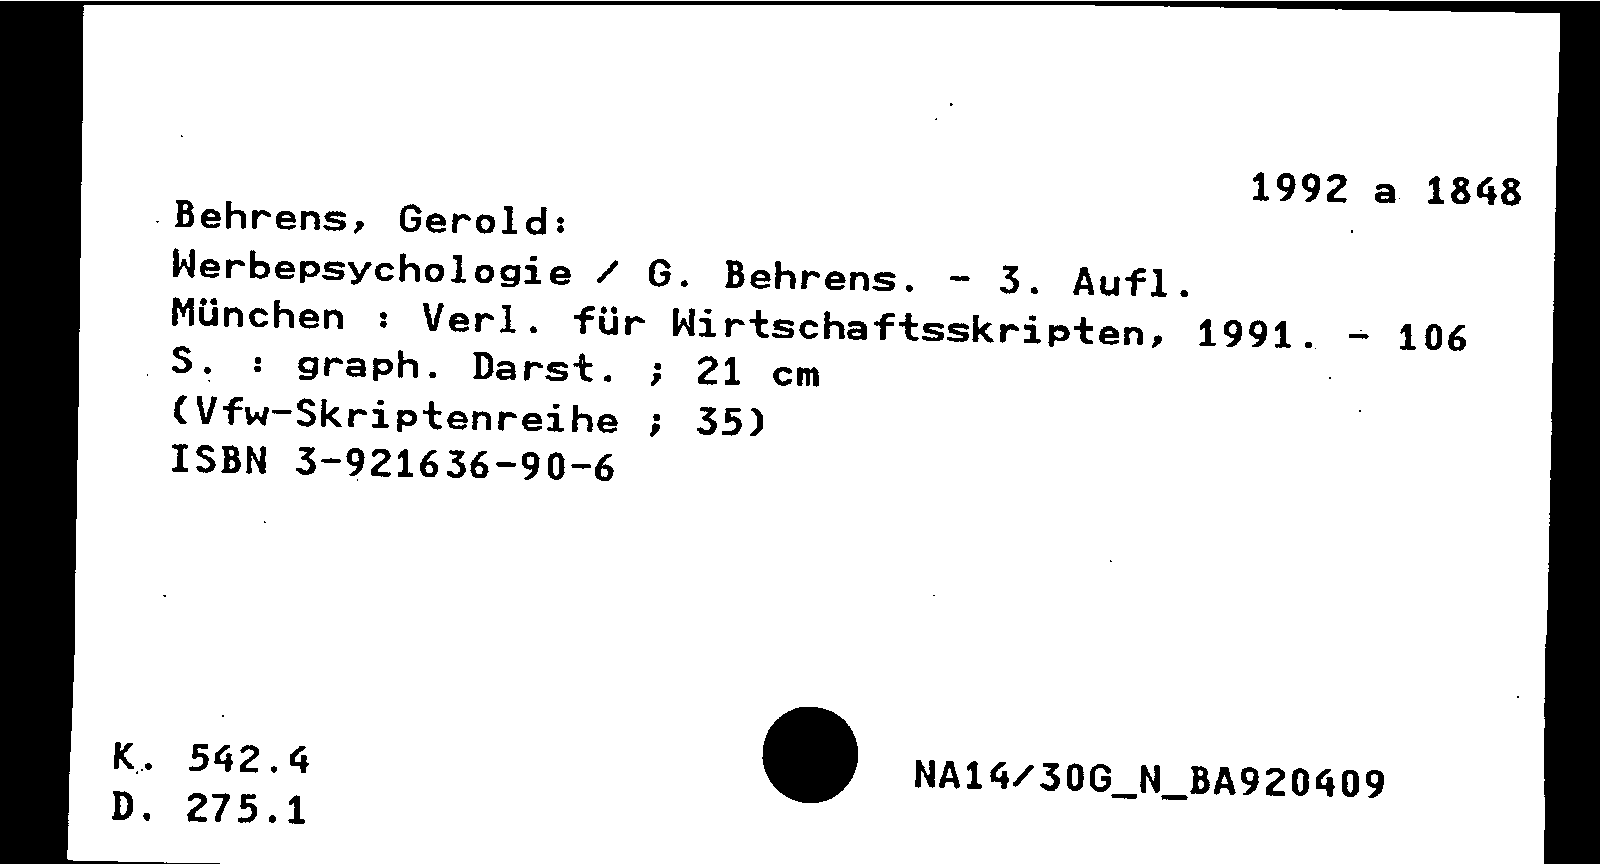 1992 a 1848
Behrens, Gerold:
Werbepsychologie / G. Behrens. - 3. Aufl.
München : Verl. für Wirtschaftsskripten, 1991. - 106
S. : graph. Darst. ; 21 cm
(Vfw-Skriptenreihe ; 35)
ISBN 3-921636-90-6
K. 542.4
D. 275.1
NA14/30G_N_BA920409